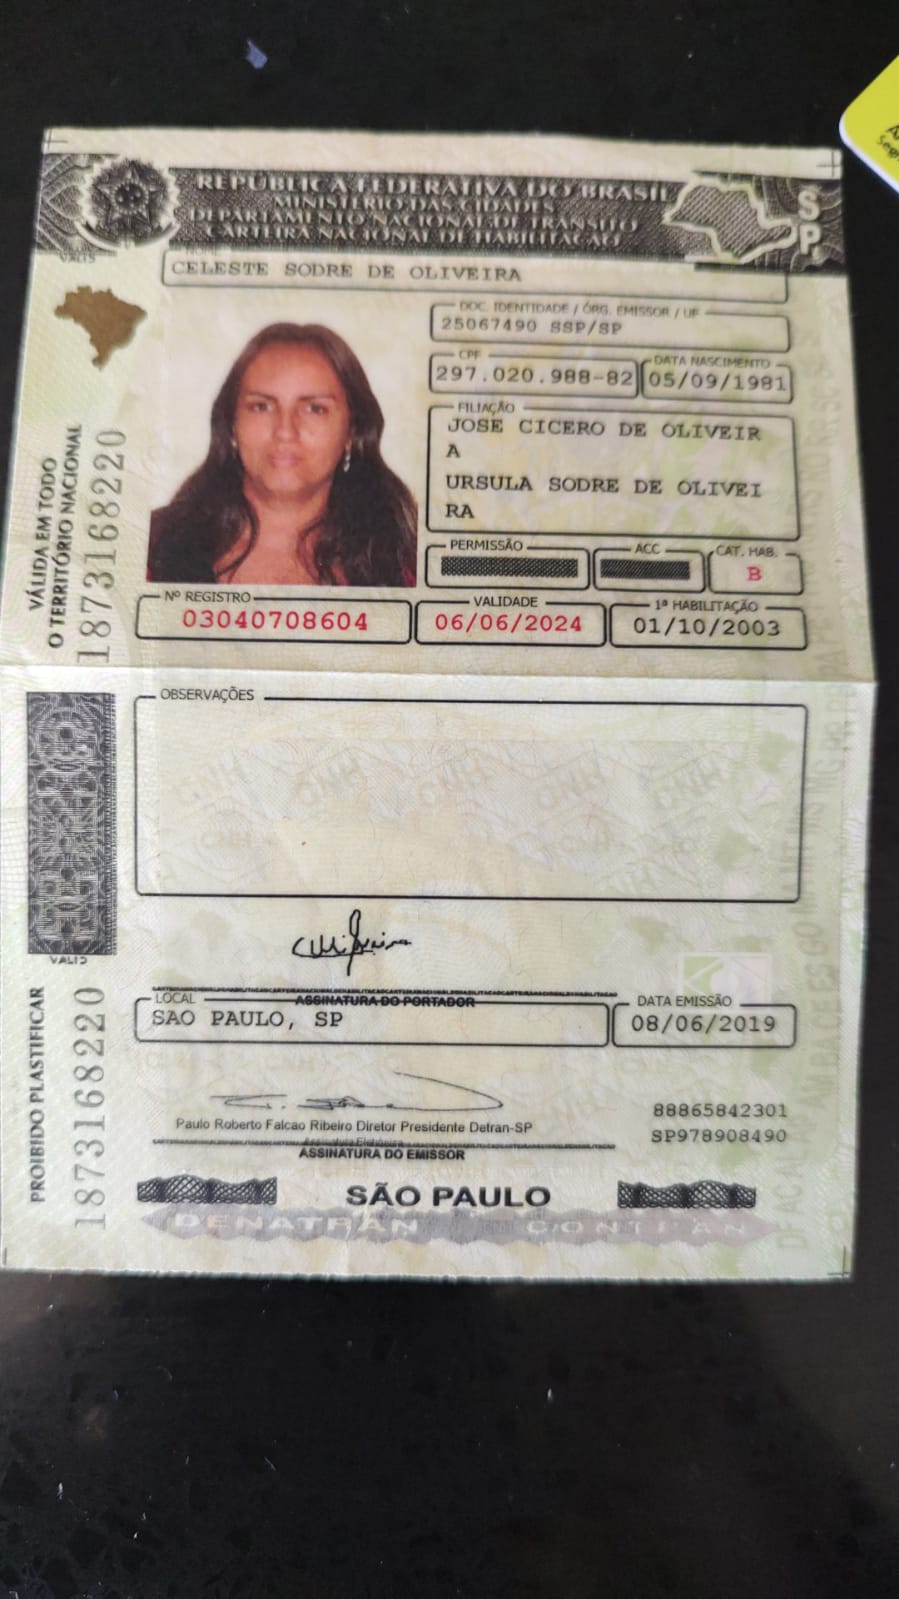 REPÚBLICA FEDERATIVA DO BRASIL
MINISTÉRIO DAS CIDADES
DEPARTAMENTO NACIONAL DE TRÂNSITO
CARTEIRA NACIONAL DE HABILITAÇÃO
SP
NOME
CELESTE SODRE DE OLIVEIRA
DOC. IDENTIDADE / ÓRG. EMISSOR / UF
25067490 SSP/SP
CPF
297.020.988-82
DATA NASCIMENTO
05/09/1981
FILIAÇÃO
JOSE CICERO DE OLIVEIR
A
URSULA SODRE DE OLIVEI
RA
PERMISSÃO
ACC
CAT. HAB.
B
Nº REGISTRO
03040708604
VALIDADE
06/06/2024
1ª HABILITAÇÃO
01/10/2003
VÁLIDA EM TODO
O TERRITÓRIO NACIONAL
1873168220
OBSERVAÇÕES
ASSINATURA DO PORTADOR
LOCAL
SAO PAULO, SP
DATA EMISSÃO
08/06/2019
Paulo Roberto Falcao Ribeiro Diretor Presidente Detran-SP
ASSINATURA DO EMISSOR
88865842301
SP978908490
PROIBIDO PLASTIFICAR
1873168220
SÃO PAULO
DENATRAN CONTRAN